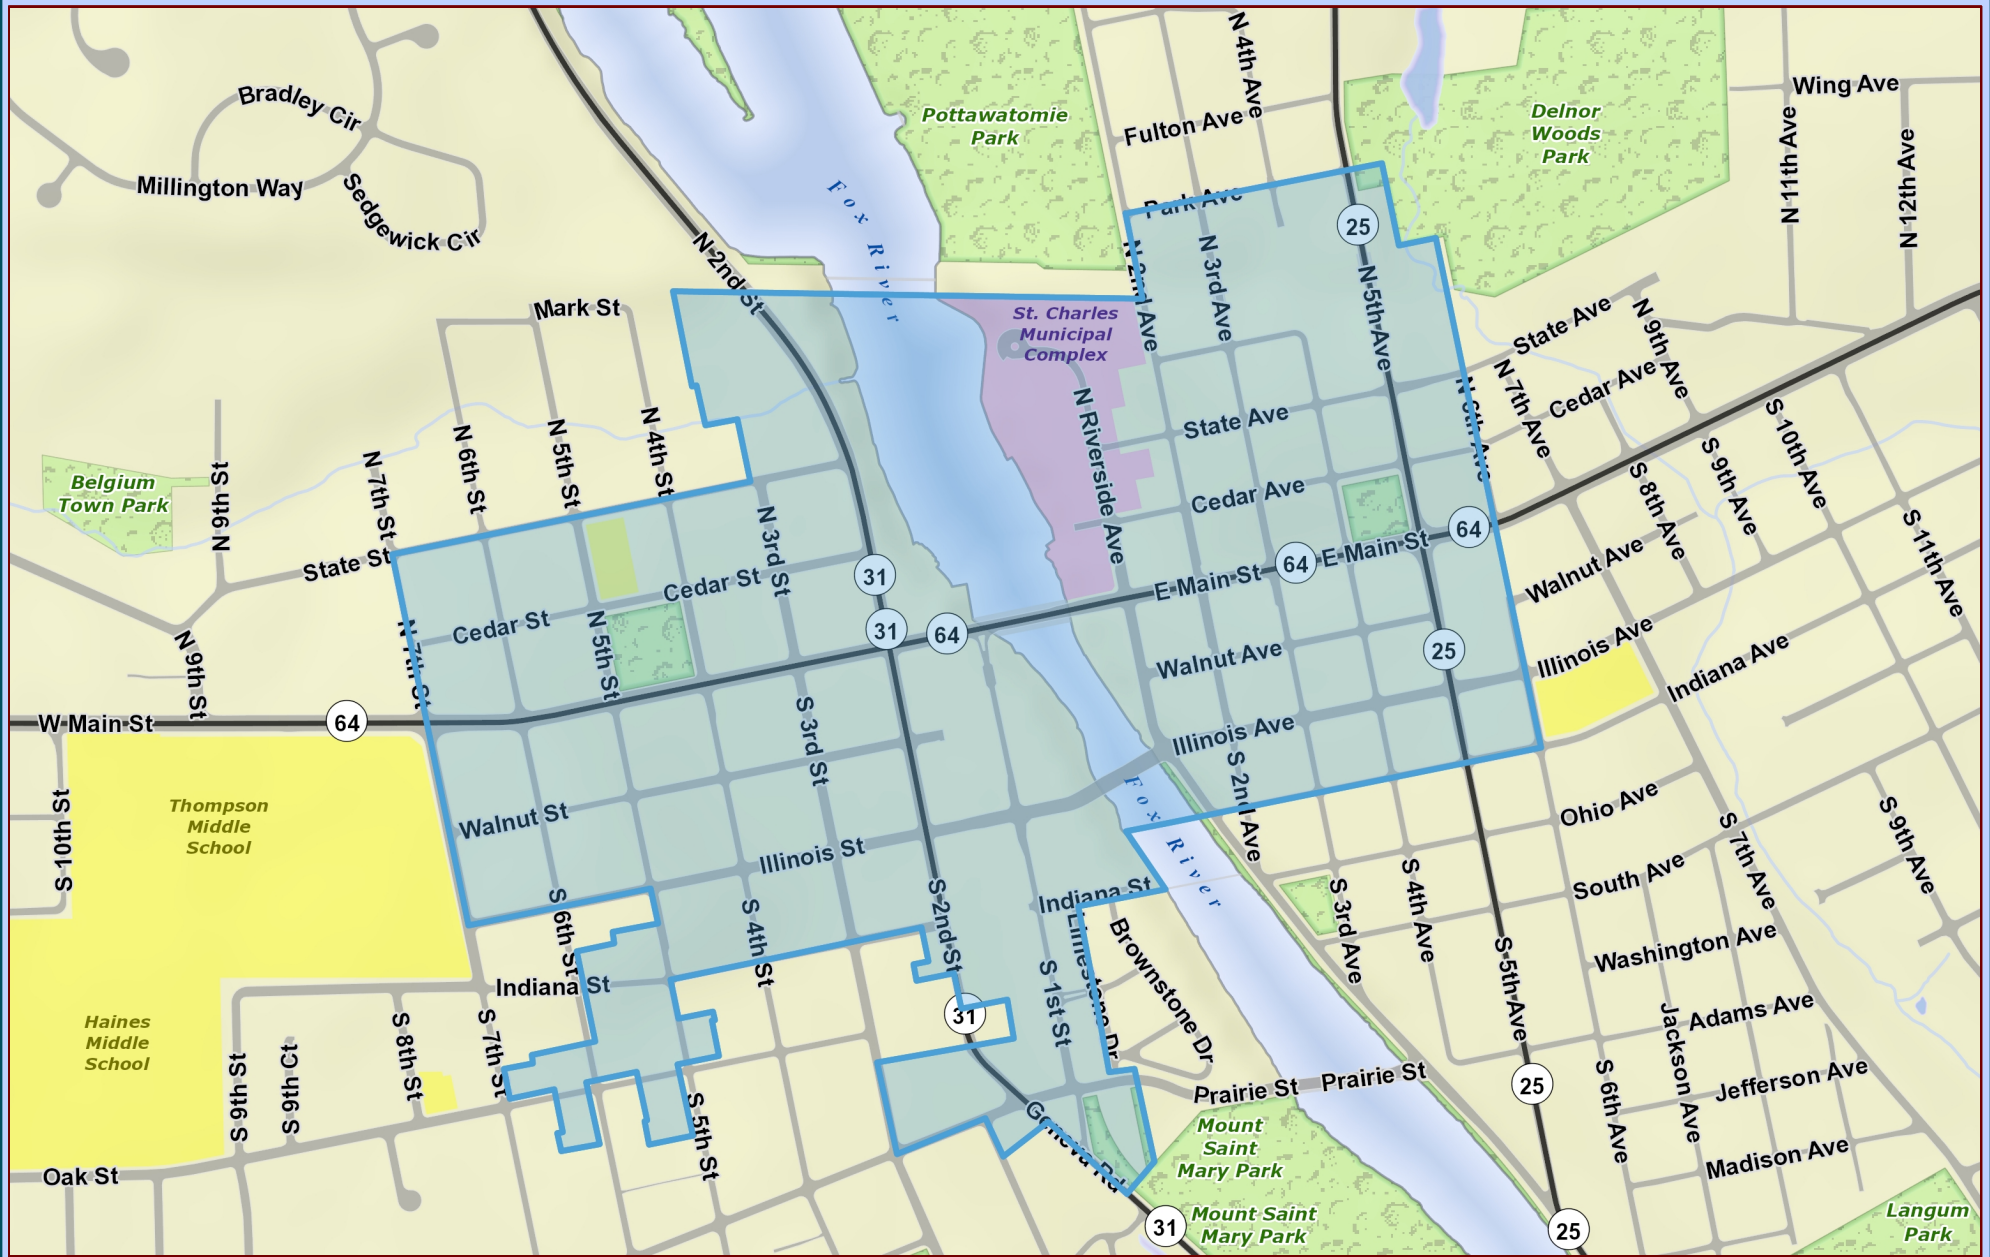 N 4th Ave
Wing Ave
Bradley Cir
Pottawatomie
Park
Fulton Ave
Delnor
Woods
Park
N 11th Ave
N 12th Ave
Millington Way
Sedgewick Cir
Fox River
Park Ave
25
N 2nd St
N 2nd Ave
N 3rd Ave
N 5th Ave
Mark St
St. Charles
Municipal
Complex
State Ave
N 9th Ave
N 7th Ave
Cedar Ave
N 6th Ave
N Riverside Ave
State Ave
S 10th Ave
N 6th St
N 5th St
N 4th St
N 7th St
N 9th St
Belgium
Town Park
Cedar Ave
S 9th Ave
S 8th Ave
S 11th Ave
N 3rd St
64
E Main St
64
E Main St
State St
Cedar St
31
Walnut Ave
Cedar St
N 5th St
N 7th St
31
64
25
Illinois Ave
Indiana Ave
Walnut Ave
N 9th St
W Main St
64
S 3rd St
Illinois Ave
S 2nd Ave
Thompson
Middle
School
S 10th St
Walnut St
Illinois St
Fox River
Ohio Ave
S 7th Ave
S 9th Ave
South Ave
S 3rd Ave
S 4th Ave
Indiana St
S 2nd St
S 6th St
S 4th St
Limestone Dr
Brownstone Dr
Washington Ave
S 5th Ave
S 1st St
Indiana St
Haines
Middle
School
S 8th St
S 7th St
31
Adams Ave
Jackson Ave
S 9th St
S 9th Ct
S 6th Ave
25
Jefferson Ave
Prairie St
Prairie St
S 5th St
Geneva Rd
Mount
Saint
Mary Park
Madison Ave
Oak St
Mount Saint
Mary Park
31
25
Langum
Park